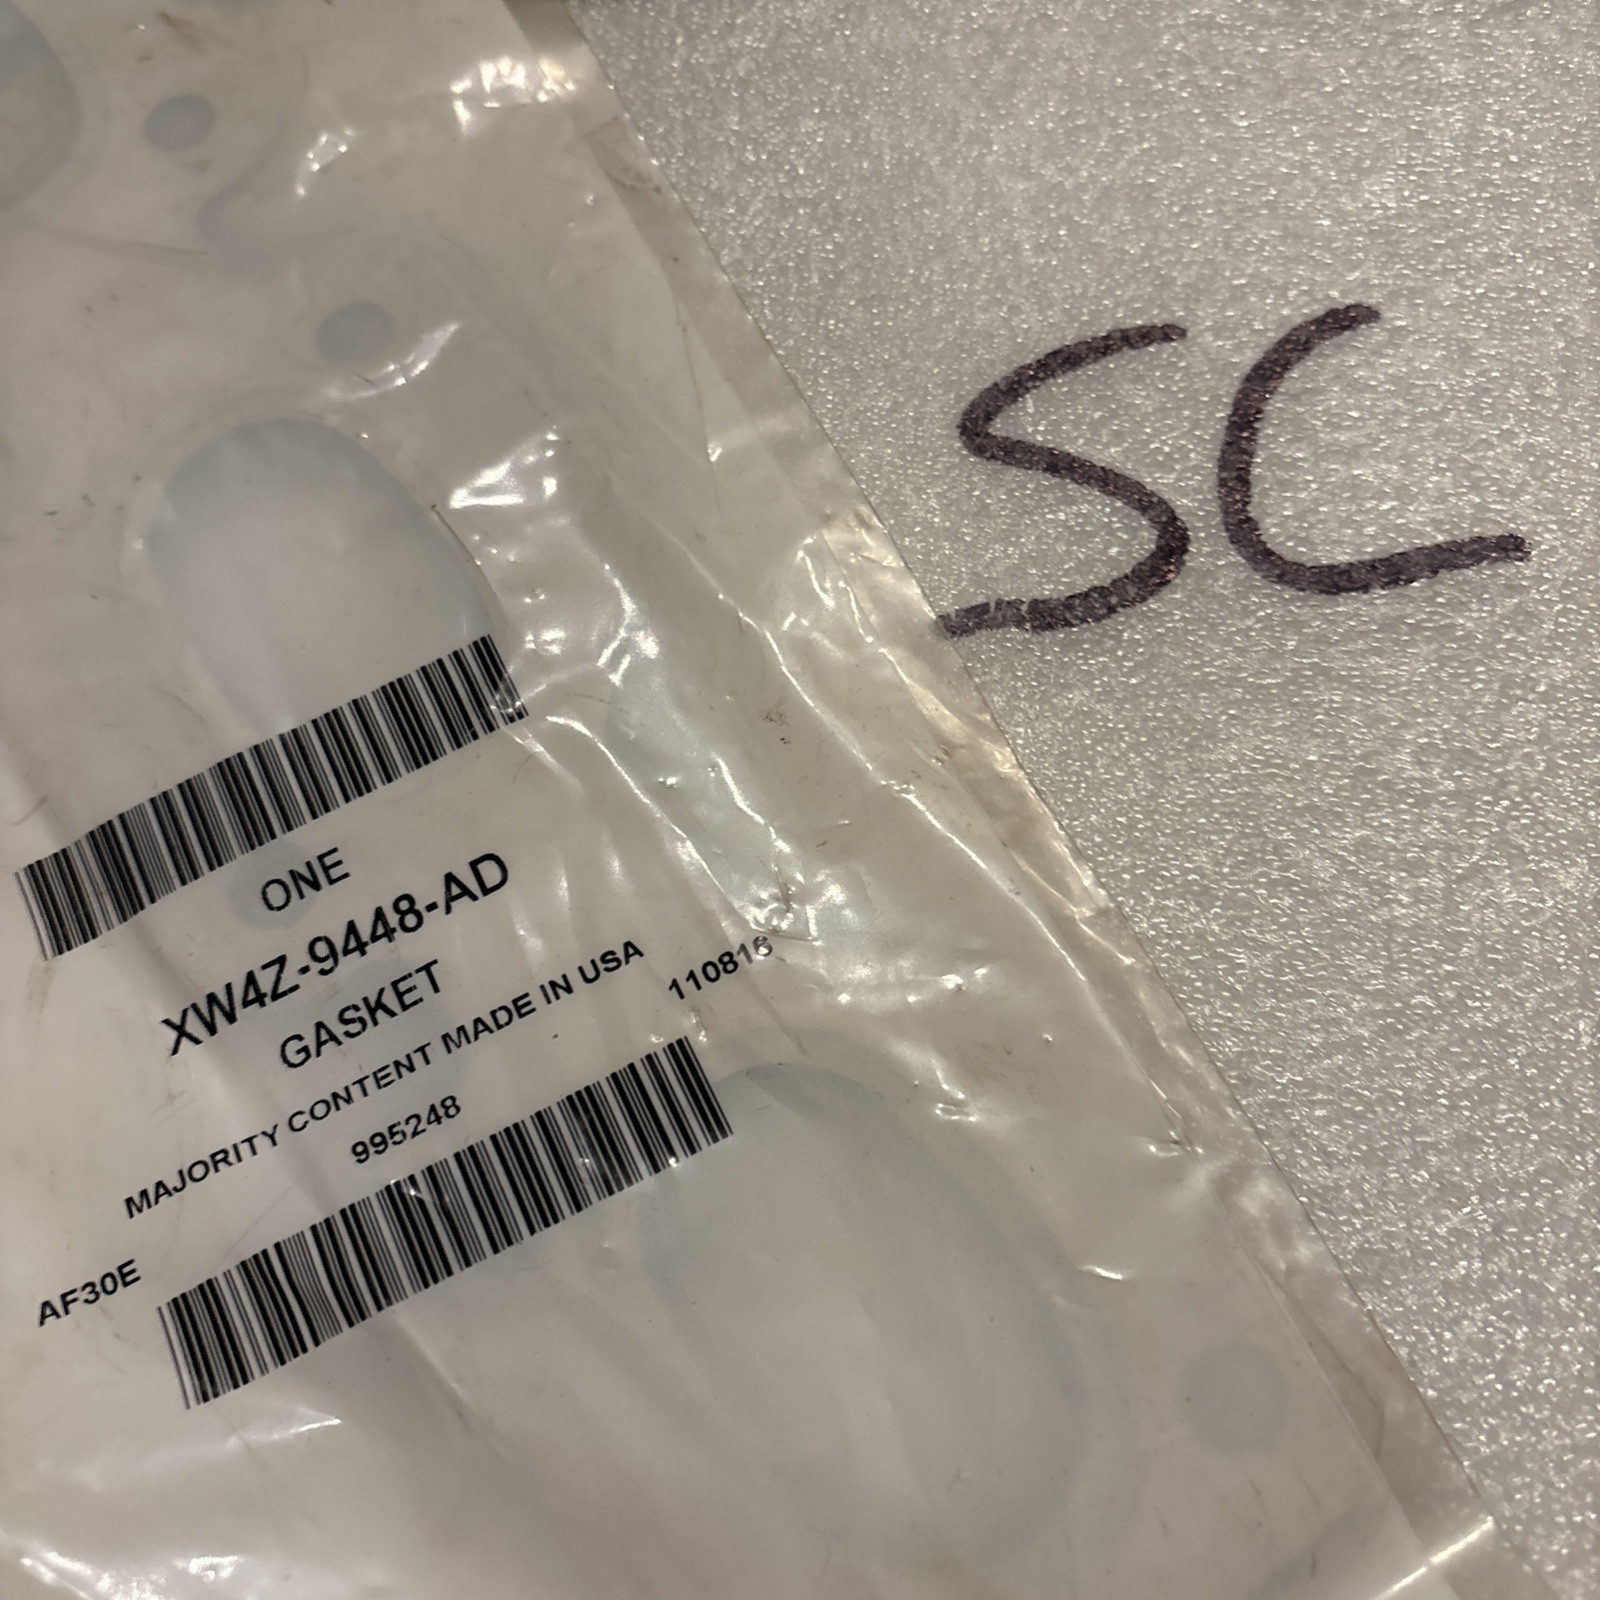 SC
ONE
XW4Z-9448-AD
GASKET
MAJORITY CONTENT MADE IN USA
110816
995248
AF30E